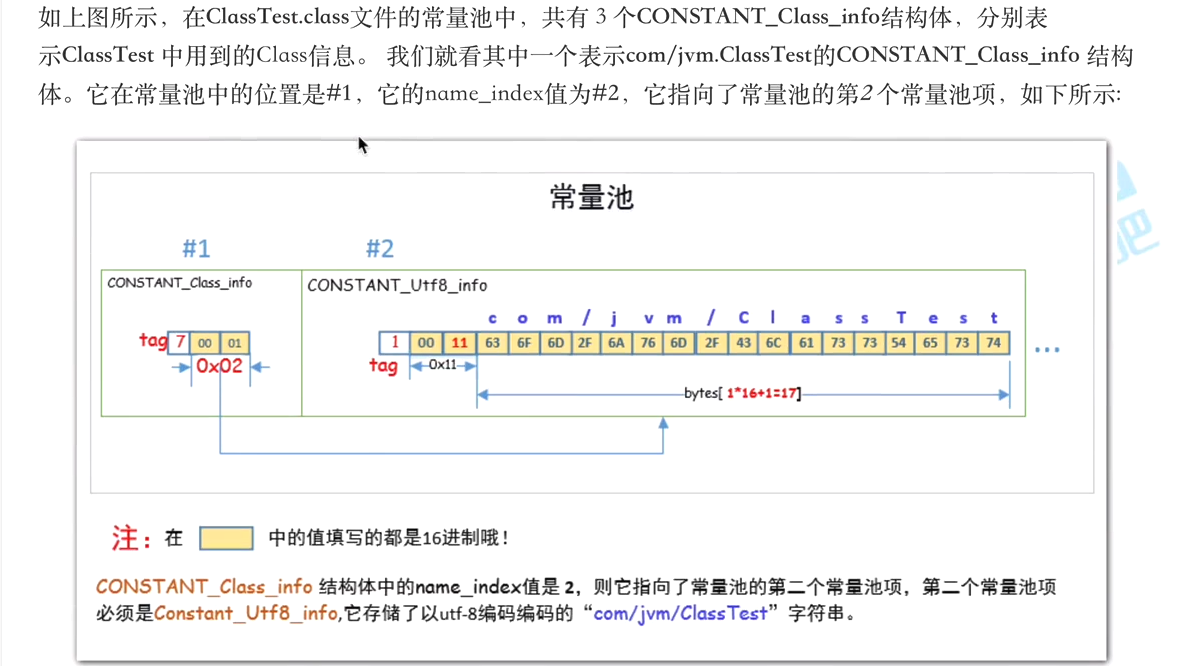 如上图所示，在ClassTest.class文件的常量池中，共有 3 个CONSTANT_Class_info结构体，分别表
示ClassTest 中用到的Class信息。 我们就看其中一个表示com/jvm.ClassTest的CONSTANT_Class_info 结构
体。它在常量池中的位置是#1，它的name_index值为#2，它指向了常量池的第2 个常量池项，如下所示:
常量池
#1 #2
CONSTANT_Class_info CONSTANT_Utf8_info
c o m / j v m / C l a s s T e s t
tag 7 00 01 1 00 11 63 6F 6D 2F 6A 76 6D 2F 43 6C 61 73 73 54 65 73 74 ...
0x02 tag 0x11
bytes[ 1*16+1=17]
注：在 中的值填写的都是16进制哦！
CONSTANT_Class_info 结构体中的name_index值是 2，则它指向了常量池的第二个常量池项，第二个常量池项
必须是Constant_Utf8_info,它存储了以utf-8编码编码的“com/jvm/ClassTest”字符串。
吧